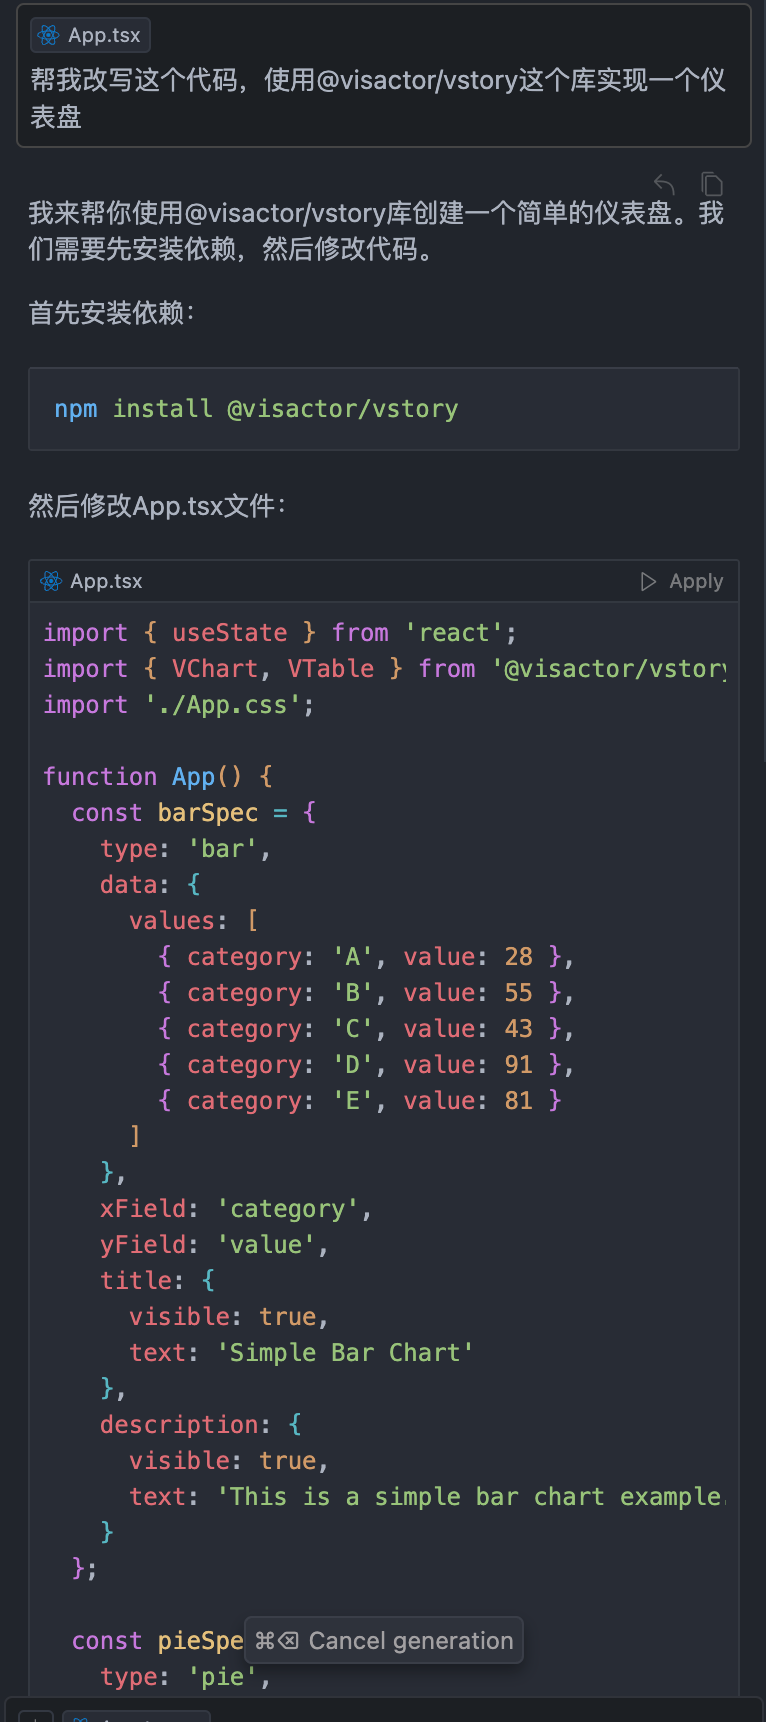 App.tsx
帮我改写这个代码，使用@visactor/vstory这个库实现一个仪
表盘
我来帮你使用@visactor/vstory库创建一个简单的仪表盘。我
们需要先安装依赖，然后修改代码。
首先安装依赖：
npm install @visactor/vstory
然后修改App.tsx文件：
App.tsx Apply
import { useState } from 'react';
import { VChart, VTable } from '@visactor/vstory
import './App.css';
function App() {
const barSpec = {
type: 'bar',
data: {
values: [
{ category: 'A', value: 28 },
{ category: 'B', value: 55 },
{ category: 'C', value: 43 },
{ category: 'D', value: 91 },
{ category: 'E', value: 81 }
]
},
xField: 'category',
yField: 'value',
title: {
visible: true,
text: 'Simple Bar Chart'
},
description: {
visible: true,
text: 'This is a simple bar chart example.
}
};
const pieSpe
⌘⌫ Cancel generation
type: 'pie',